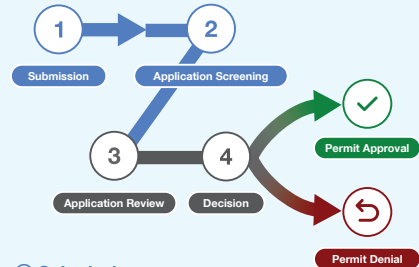 1
2
Submission
Application Screening
3
4
Permit Approval
Application Review
Decision
Permit Denial